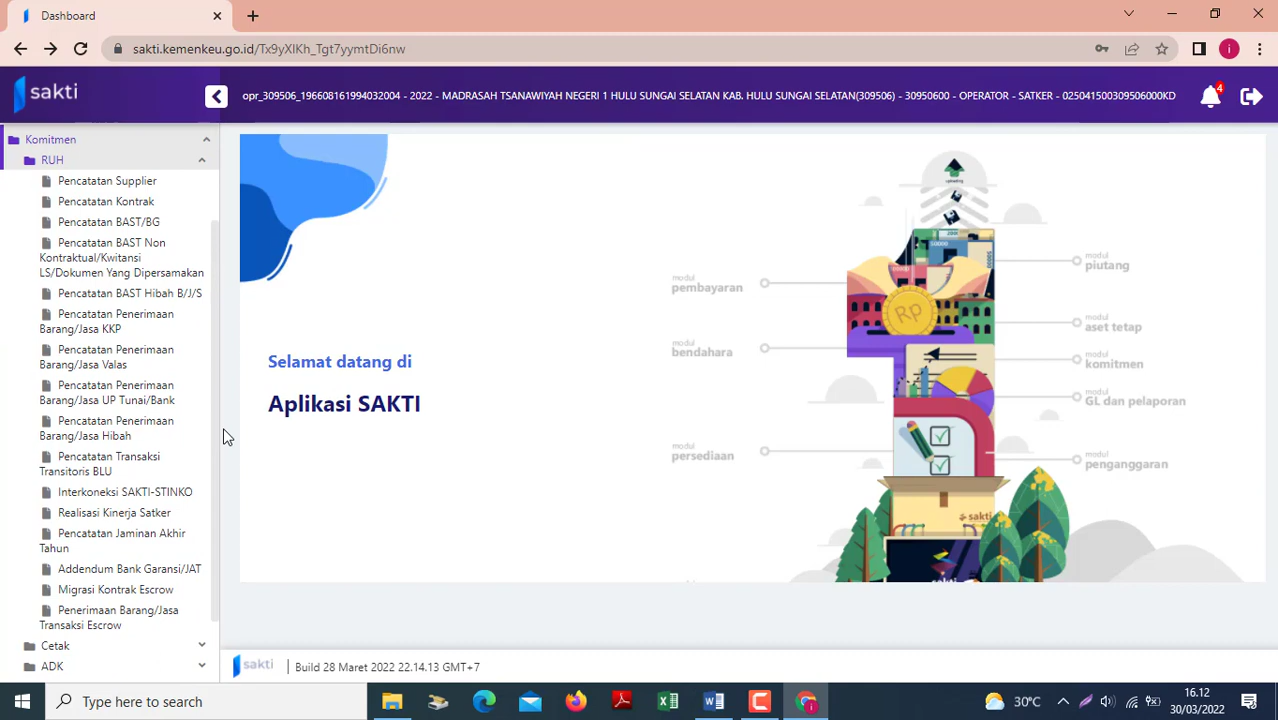 Dashboard
sakti.kemenkeu.go.id/Tx9yXIKh_Tgt7yymtDi6nw
i
sakti
opr_309506_196608161994032004 - 2022 - MADRASAH TSANAWIYAH NEGERI 1 HULU SUNGAI SELATAN KAB. HULU SUNGAI SELATAN(309506) - 30950600 - OPERATOR - SATKER - 025041500309506000KD
4
Komitmen
RUH
Pencatatan Supplier
Pencatatan Kontrak
Pencatatan BAST/BG
Pencatatan BAST Non
Kontraktual/Kwitansi
LS/Dokumen Yang Dipersamakan
Pencatatan BAST Hibah B/J/S
Pencatatan Penerimaan
Barang/Jasa KKP
Pencatatan Penerimaan
Barang/Jasa Valas
Pencatatan Penerimaan
Barang/Jasa UP Tunai/Bank
Pencatatan Penerimaan
Barang/Jasa Hibah
Pencatatan Transaksi
Transitoris BLU
Interkoneksi SAKTI-STINKO
Realisasi Kinerja Satker
Pencatatan Jaminan Akhir
Tahun
Addendum Bank Garansi/JAT
Migrasi Kontrak Escrow
Penerimaan Barang/Jasa
Transaksi Escrow
Cetak
ADK
Selamat datang di
Aplikasi SAKTI
modul
pembayaran
modul
bendahara
modul
persediaan
modul
piutang
modul
aset tetap
modul
komitmen
modul
GL dan pelaporan
modul
penganggaran
RP
sakti
sakti
sakti
Build 28 Maret 2022 22.14.13 GMT+7
Type here to search
30°C
16.12
30/03/2022